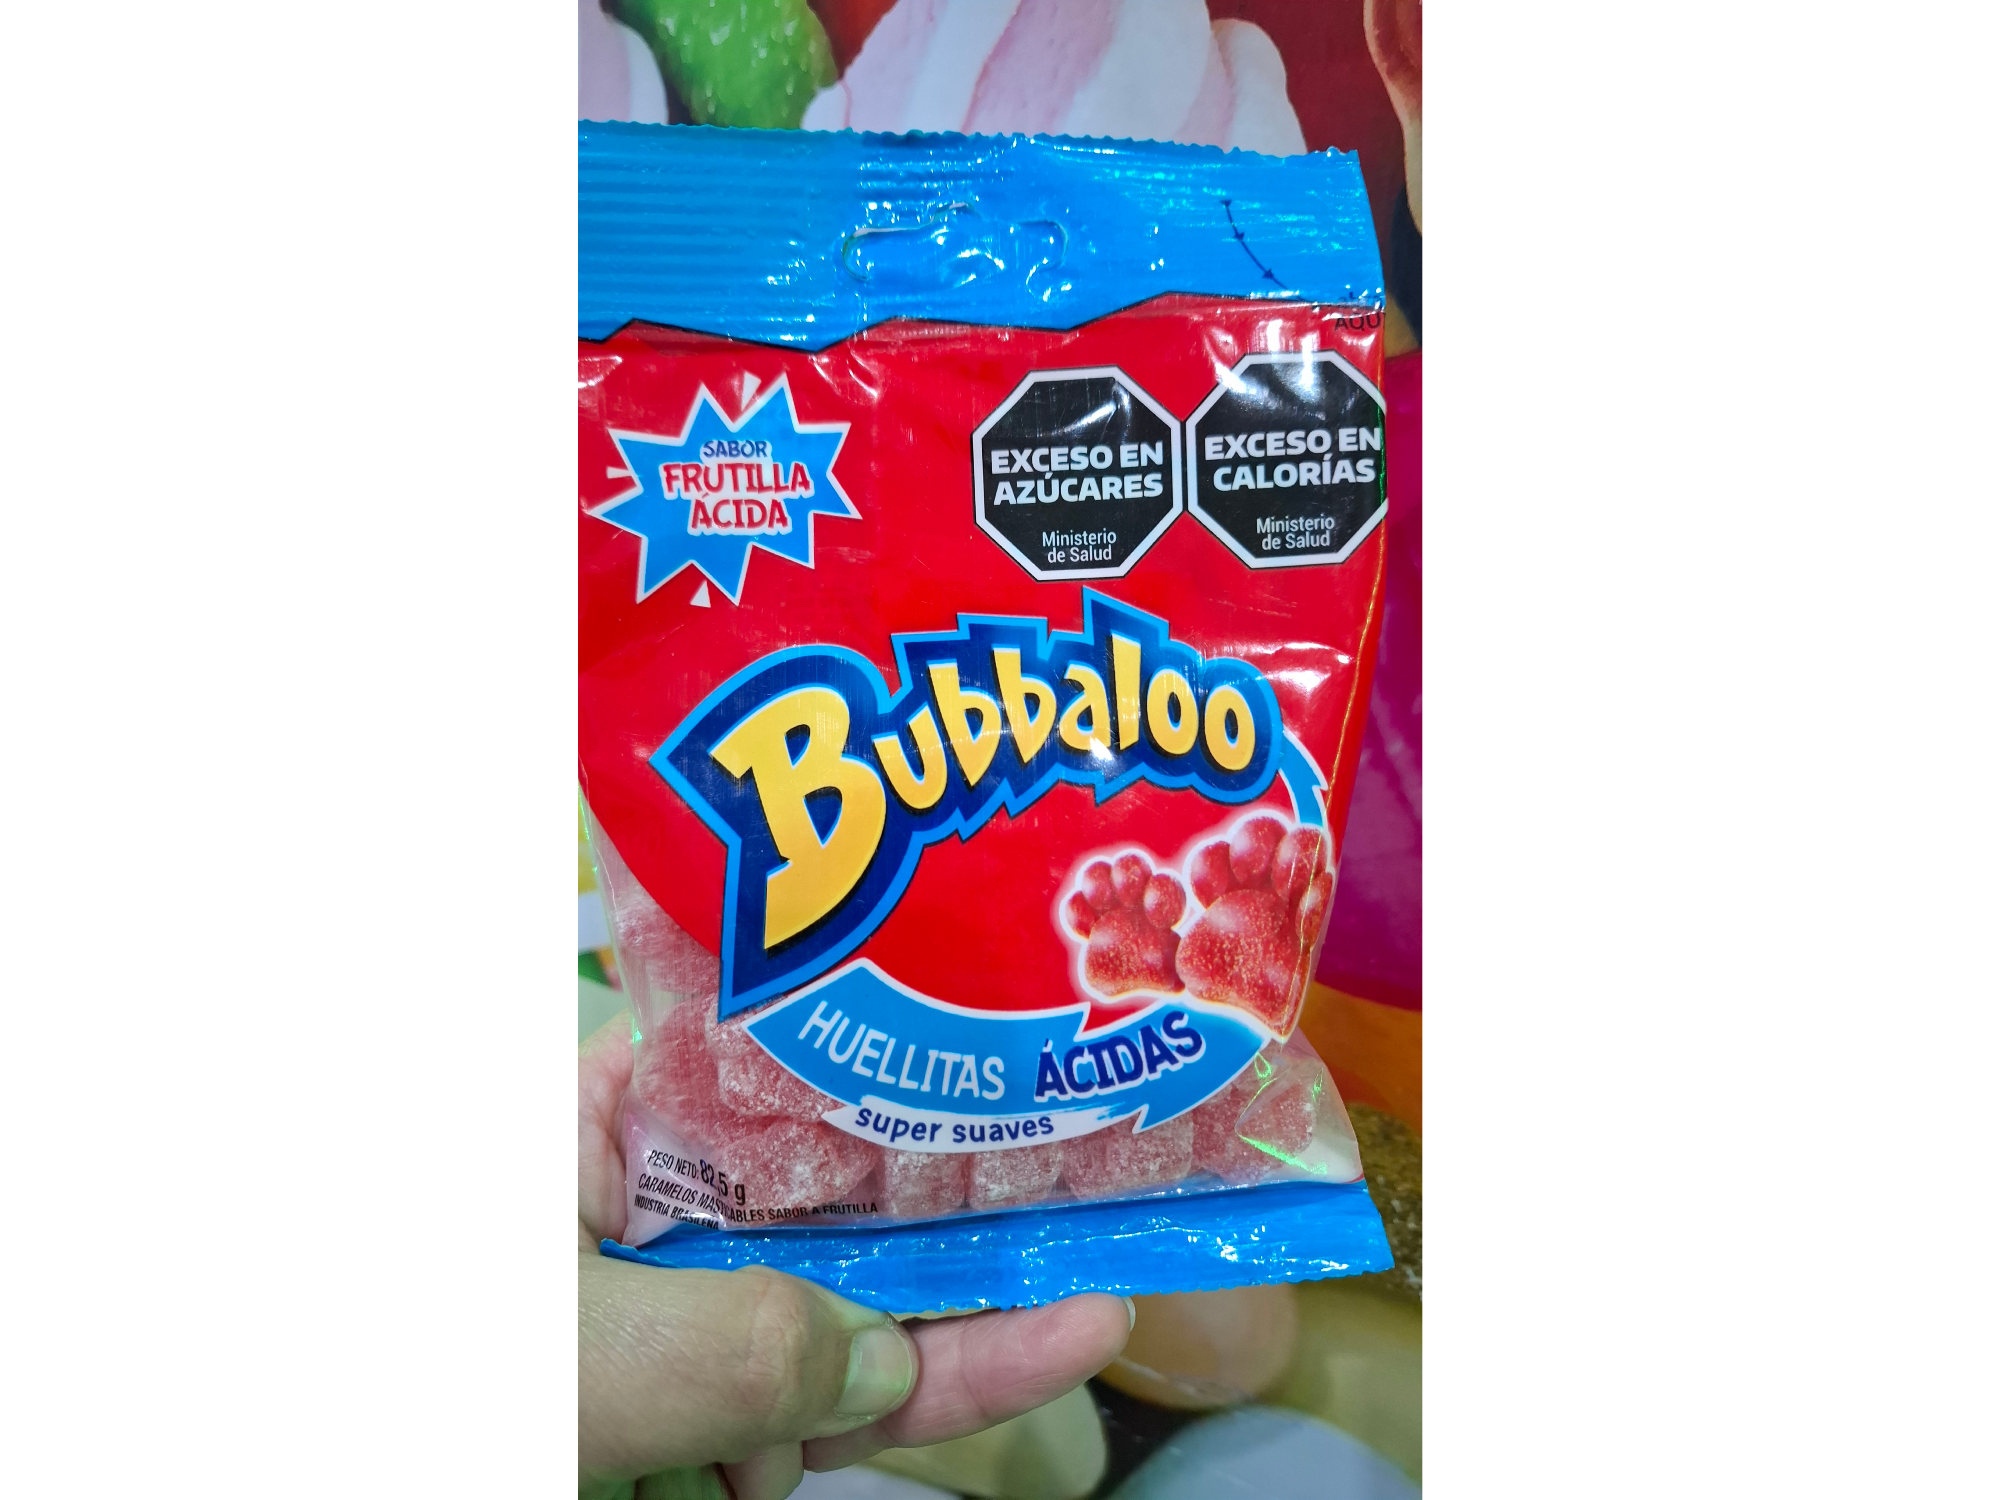 AQU
SABOR
FRUTILLA
ÁCIDA
EXCESO EN
AZÚCARES
Ministerio
de Salud
EXCESO EN
CALORÍAS
Ministerio
de Salud
Bubbaloo
HUELLITAS ÁCIDAS
super suaves
PESO NETO: 82,5 g
CARAMELOS MASTICABLES SABOR A FRUTILLA
INDUSTRIA BRASILEÑA